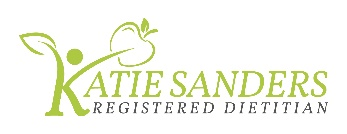 KATIE SANDERS
REGISTERED DIETITIAN